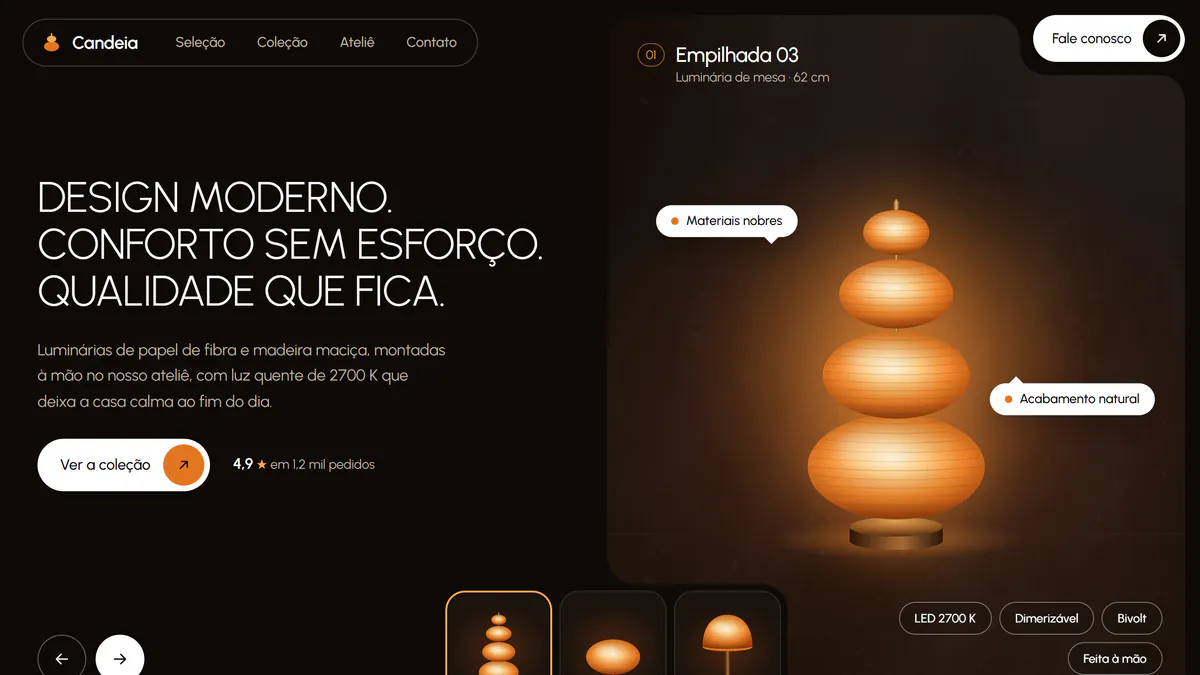 Candeia
Seleção
Coleção
Ateliê
Contato
Fale conosco
01
Empilhada 03
Luminária de mesa · 62 cm
DESIGN MODERNO.
CONFORTO SEM ESFORÇO.
QUALIDADE QUE FICA.
Luminárias de papel de fibra e madeira maciça, montadas
à mão no nosso ateliê, com luz quente de 2700 K que
deixa a casa calma ao fim do dia.
Ver a coleção
4,9 ★ em 1,2 mil pedidos
Materiais nobres
Acabamento natural
LED 2700 K
Dimerizável
Bivolt
Feita à mão